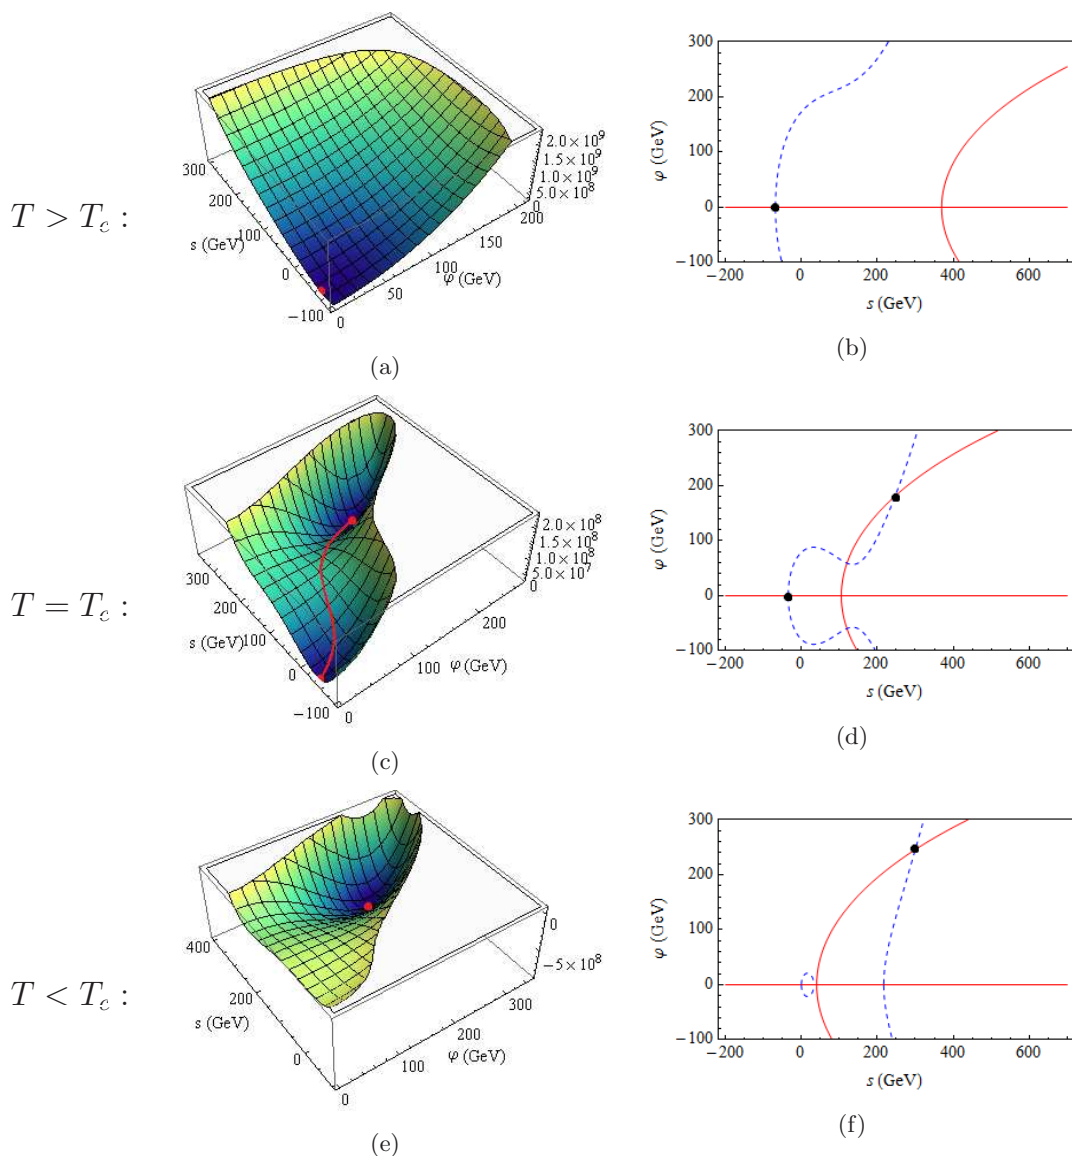 T > T_c :
2.0×10^9
1.5×10^9
1.0×10^9
5.0×10^8
0
300
200
100
0
−100
s (GeV)
0
50
100
150
200
φ (GeV)
(a)
300
200
100
0
−100
φ (GeV)
−200 0 200 400 600
s (GeV)
(b)
T = T_c :
2.0×10^8
1.5×10^8
1.0×10^8
5.0×10^7
0
300
200
100
0
−100
s (GeV)
0
100
200
φ (GeV)
(c)
300
200
100
0
−100
φ (GeV)
−200 0 200 400 600
s (GeV)
(d)
T < T_c :
0
−5×10^8
400
200
0
s (GeV)
0
100
200
300
φ (GeV)
(e)
300
200
100
0
−100
φ (GeV)
−200 0 200 400 600
s (GeV)
(f)